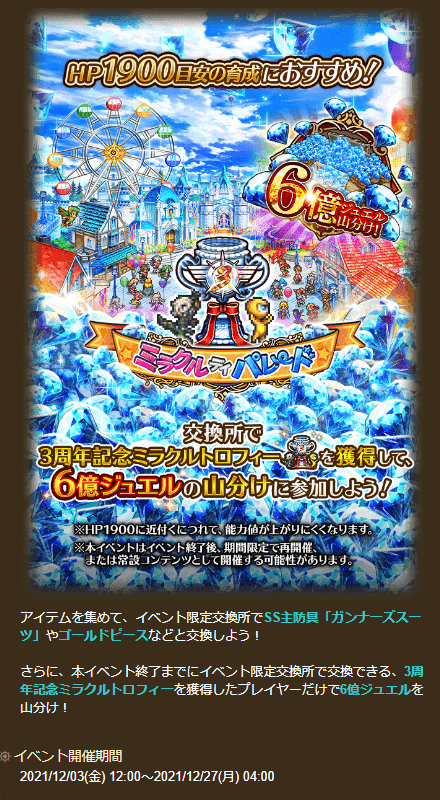 HP1900目安の育成におすすめ！
6億ジュエル山分け!
ミラクルティパレード
交換所で
3周年記念ミラクルトロフィーを獲得して、
6億ジュエルの山分けに参加しよう！
※HP1900に近付くにつれて、能力値が上がりにくくなります。
※本イベントはイベント終了後、期間限定で再開催、
または常設コンテンツとして開催する可能性があります。
アイテムを集めて、イベント限定交換所でSS主防具「ガンナーズスー
ツ」やゴールドピースなどと交換しよう！
さらに、本イベント終了までにイベント限定交換所で交換できる、3周
年記念ミラクルトロフィーを獲得したプレイヤーだけで6億ジュエルを
山分け！
イベント開催期間
2021/12/03(金) 12:00～2021/12/27(月) 04:00